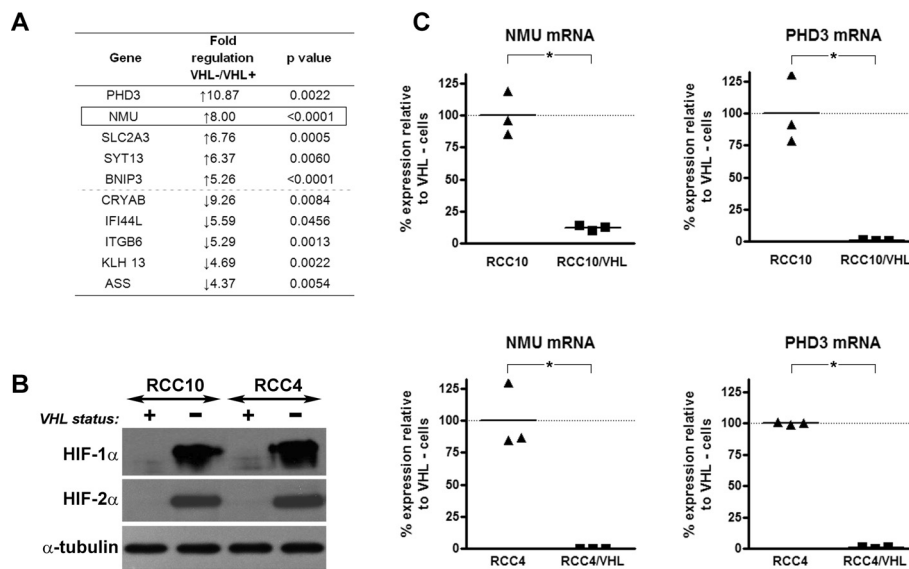 A
Gene
Fold
regulation
VHL-/VHL+
p value
PHD3 ↑10.87 0.0022
NMU ↑8.00 <0.0001
SLC2A3 ↑6.76 0.0005
SYT13 ↑6.37 0.0060
BNIP3 ↑5.26 <0.0001
CRYAB ↓9.26 0.0084
IFI44L ↓5.59 0.0456
ITGB6 ↓5.29 0.0013
KLH 13 ↓4.69 0.0022
ASS ↓4.37 0.0054
B
RCC10 RCC4
VHL status: + − + −
HIF-1α
HIF-2α
α-tubulin
C
NMU mRNA
*
% expression relative
to VHL - cells
125
100
75
50
25
0
RCC10 RCC10/VHL
PHD3 mRNA
*
% expression relative
to VHL - cells
125
100
75
50
25
0
RCC10 RCC10/VHL
NMU mRNA
*
% expression relative
to VHL - cells
125
100
75
50
25
0
RCC4 RCC4/VHL
PHD3 mRNA
*
% expression relative
to VHL - cells
125
100
75
50
25
0
RCC4 RCC4/VHL